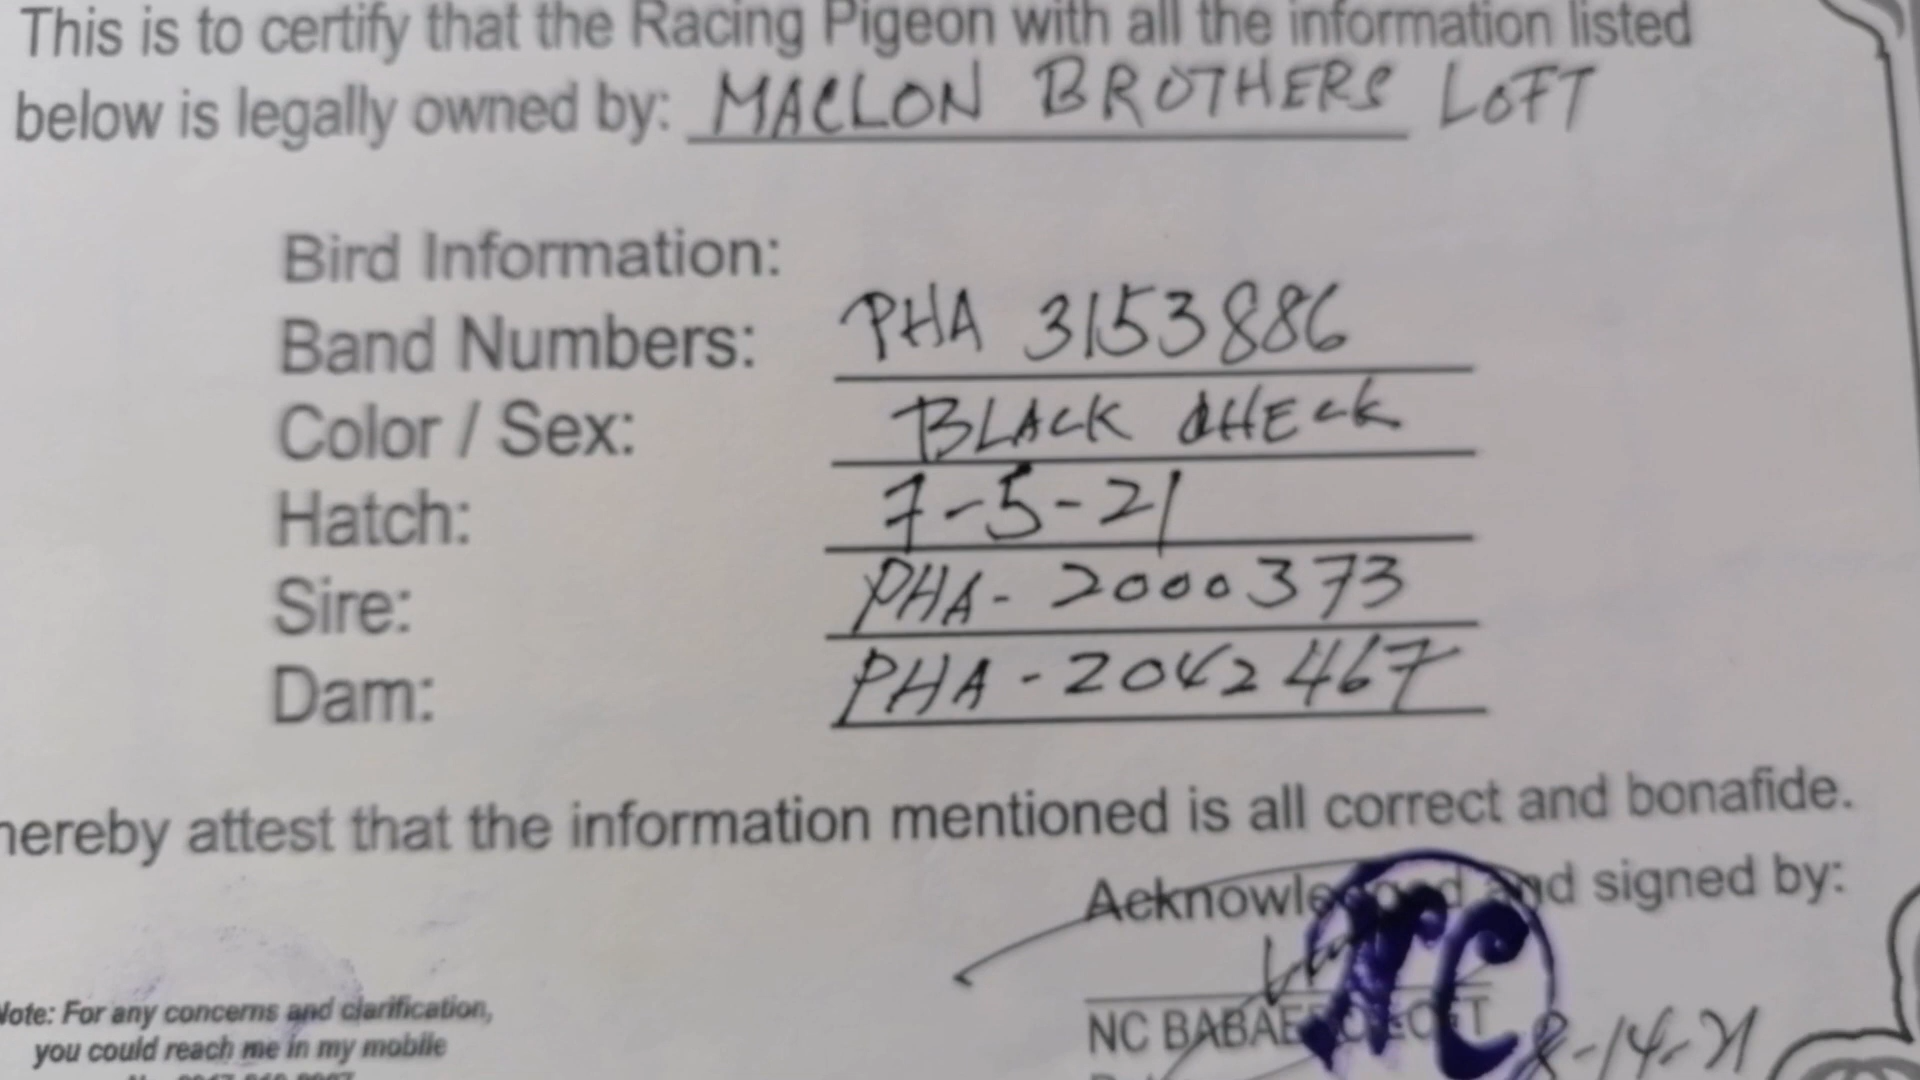 This is to certify that the Racing Pigeon with all the information listed
below is legally owned by: MACLON BROTHERS LOFT
Bird Information:
Band Numbers: PHA 3153886
Color / Sex: BLACK CHECK
Hatch: 7-5-21
Sire: PHA-2000373
Dam: PHA-2042467
hereby attest that the information mentioned is all correct and bonafide.
Acknowledged and signed by:
NC
NC
8-14-21
Note: For any concerns and clarification,
you could reach me in my mobile